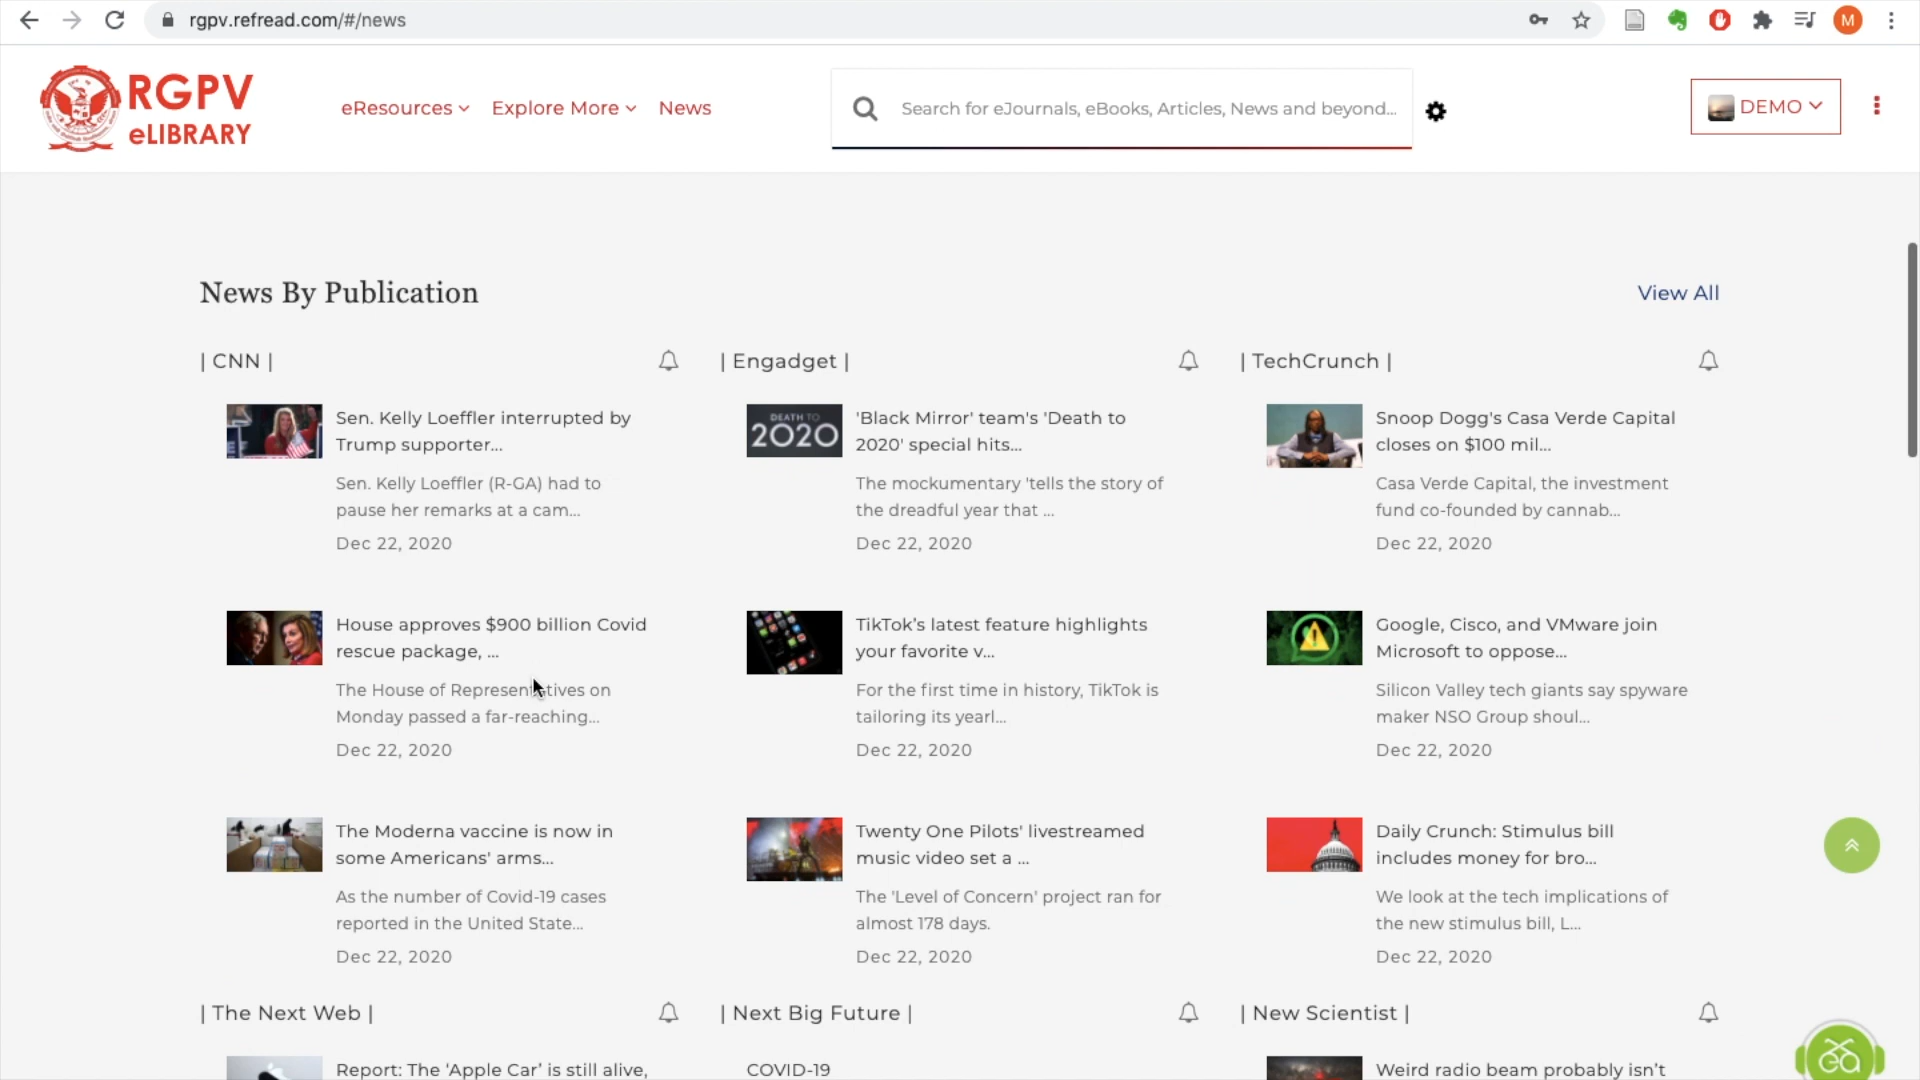 rgpv.refread.com/#/news
M
RGPV
eLIBRARY
eResources
Explore More
News
Search for eJournals, eBooks, Articles, News and beyond...
DEMO
News By Publication
View All
| CNN |
Sen. Kelly Loeffler interrupted by
Trump supporter...
Sen. Kelly Loeffler (R-GA) had to
pause her remarks at a cam...
Dec 22, 2020
House approves $900 billion Covid
rescue package, ...
The House of Representatives on
Monday passed a far-reaching...
Dec 22, 2020
The Moderna vaccine is now in
some Americans' arms...
As the number of Covid-19 cases
reported in the United State...
Dec 22, 2020
| Engadget |
DEATH TO
2020
'Black Mirror' team's 'Death to
2020' special hits...
The mockumentary 'tells the story of
the dreadful year that ...
Dec 22, 2020
TikTok’s latest feature highlights
your favorite v...
For the first time in history, TikTok is
tailoring its yearl...
Dec 22, 2020
Twenty One Pilots' livestreamed
music video set a ...
The 'Level of Concern' project ran for
almost 178 days.
Dec 22, 2020
| TechCrunch |
Snoop Dogg's Casa Verde Capital
closes on $100 mil...
Casa Verde Capital, the investment
fund co-founded by cannab...
Dec 22, 2020
Google, Cisco, and VMware join
Microsoft to oppose...
Silicon Valley tech giants say spyware
maker NSO Group shoul...
Dec 22, 2020
Daily Crunch: Stimulus bill
includes money for bro...
We look at the tech implications of
the new stimulus bill, L...
Dec 22, 2020
| The Next Web |
Report: The ‘Apple Car’ is still alive,
| Next Big Future |
COVID-19
| New Scientist |
Weird radio beam probably isn’t